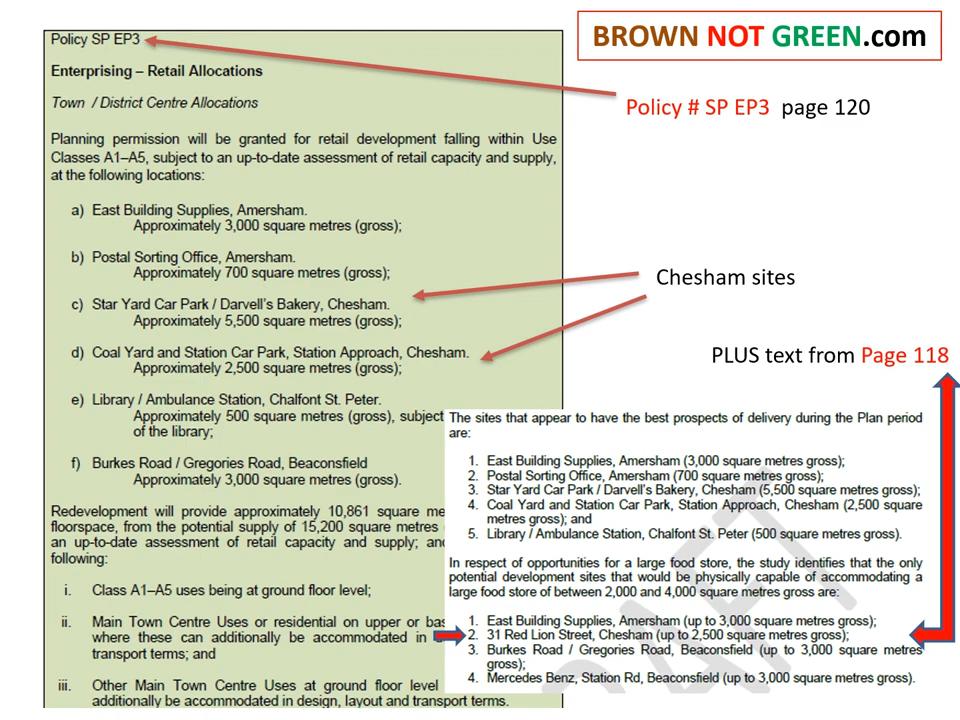 BROWN NOT GREEN.com
Policy SP EP3
Enterprising – Retail Allocations
Town / District Centre Allocations
Planning permission will be granted for retail development falling within Use
Classes A1–A5, subject to an up-to-date assessment of retail capacity and supply,
at the following locations:
a) East Building Supplies, Amersham.
Approximately 3,000 square metres (gross);
b) Postal Sorting Office, Amersham.
Approximately 700 square metres (gross);
c) Star Yard Car Park / Darvell's Bakery, Chesham.
Approximately 5,500 square metres (gross);
d) Coal Yard and Station Car Park, Station Approach, Chesham.
Approximately 2,500 square metres (gross);
e) Library / Ambulance Station, Chalfont St. Peter.
Approximately 500 square metres (gross), subject
of the library;
f) Burkes Road / Gregories Road, Beaconsfield
Approximately 3,000 square metres (gross).
Redevelopment will provide approximately 10,861 square me
floorspace, from the potential supply of 15,200 square metres
an up-to-date assessment of retail capacity and supply; and
following:
i. Class A1–A5 uses being at ground floor level;
ii. Main Town Centre Uses or residential on upper or bas
where these can additionally be accommodated in
transport terms; and
iii. Other Main Town Centre Uses at ground floor level
additionally be accommodated in design, layout and transport terms.
Policy # SP EP3 page 120
Chesham sites
PLUS text from Page 118
The sites that appear to have the best prospects of delivery during the Plan period
are:
1. East Building Supplies, Amersham (3,000 square metres gross);
2. Postal Sorting Office, Amersham (700 square metres gross);
3. Star Yard Car Park / Darvell's Bakery, Chesham (5,500 square metres gross);
4. Coal Yard and Station Car Park, Station Approach, Chesham (2,500 square
metres gross); and
5. Library / Ambulance Station, Chalfont St. Peter (500 square metres gross).
In respect of opportunities for a large food store, the study identifies that the only
potential development sites that would be physically capable of accommodating a
large food store of between 2,000 and 4,000 square metres gross are:
1. East Building Supplies, Amersham (up to 3,000 square metres gross);
2. 31 Red Lion Street, Chesham (up to 2,500 square metres gross);
3. Burkes Road / Gregories Road, Beaconsfield (up to 3,000 square metres
gross);
4. Mercedes Benz, Station Rd, Beaconsfield (up to 3,000 square metres gross).